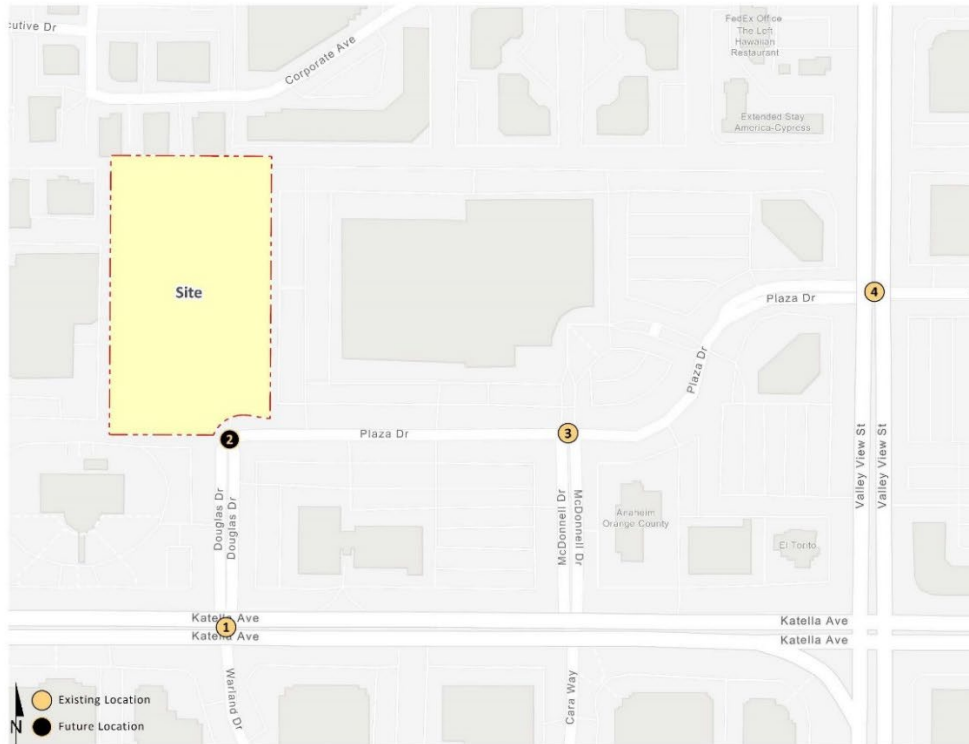 cutive Dr
Corporate Ave
FedEx Office
The Loft
Hawaiian
Restaurant
Extended Stay
America-Cypress
Site
Plaza Dr
4
Plaza Dr
2
Plaza Dr
3
Valley View St
Valley View St
Douglas Dr
Douglas Dr
McDonnell Dr
McDonnell Dr
Anaheim
Orange County
El Torito
Katella Ave
Katella Ave
1
Katella Ave
Katella Ave
Warland Dr
Cara Way
N
Existing Location
Future Location